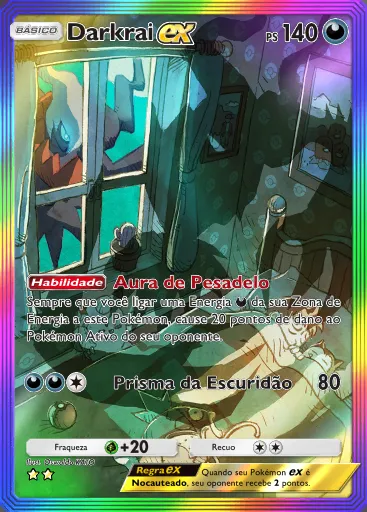 BÁSICO Darkrai ex PS 140
Habilidade Aura de Pesadelo
Sempre que você ligar uma Energia da sua Zona de
Energia a este Pokémon, cause 20 pontos de dano ao
Pokémon Ativo do seu oponente.
Prisma da Escuridão 80
Fraqueza +20 Recuo
Regra ex Quando seu Pokémon ex é
Nocauteado, seu oponente recebe 2 pontos.